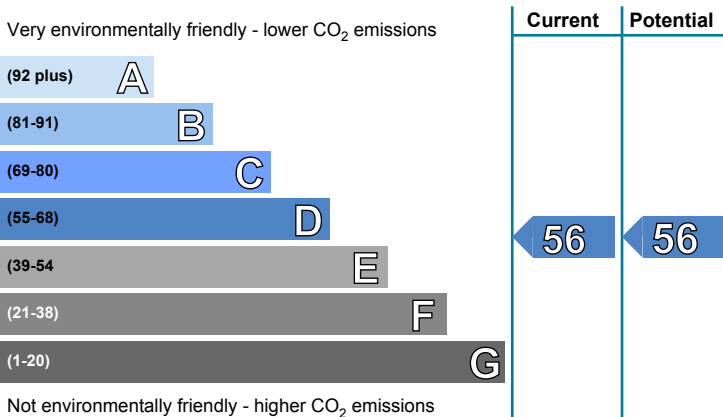 Very environmentally friendly - lower CO2 emissions
Current Potential
(92 plus) A
(81-91) B
(69-80) C
(55-68) D
56 56
(39-54 E
(21-38) F
(1-20) G
Not environmentally friendly - higher CO2 emissions